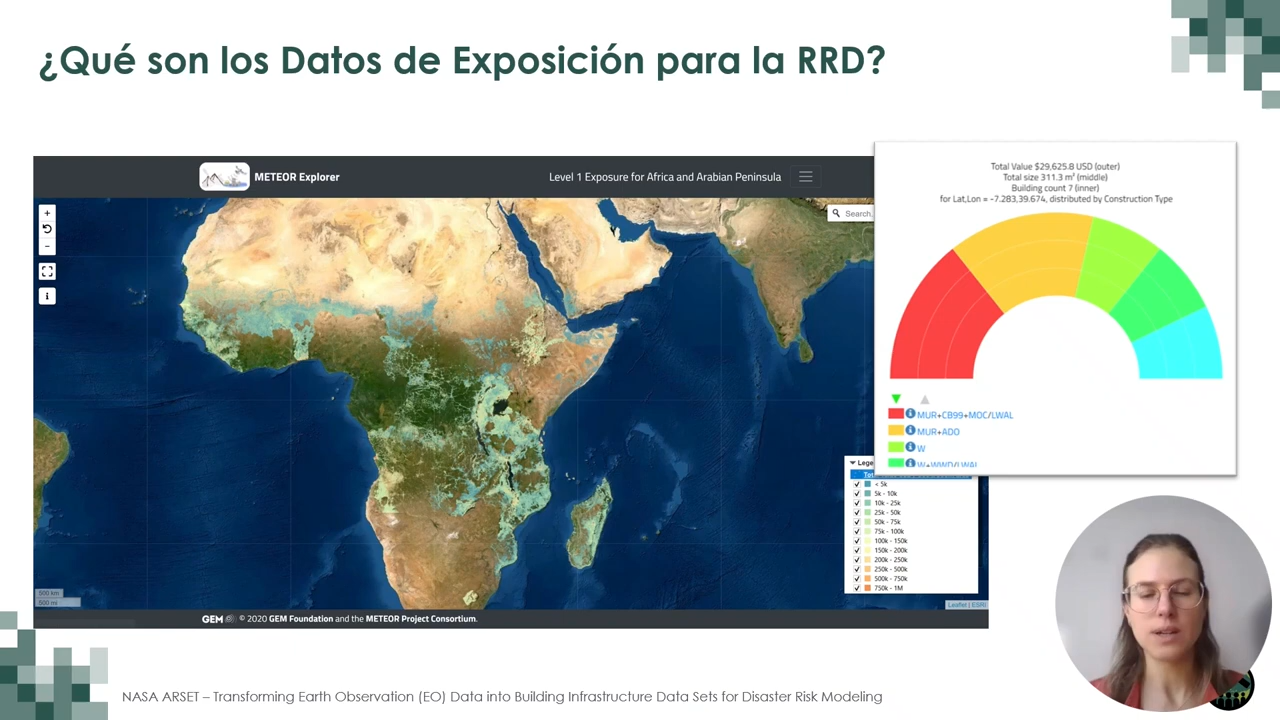 ¿Qué son los Datos de Exposición para la RRD?
METEOR Explorer
Level 1 Exposure for Africa and Arabian Peninsula
+
-
i
Search.
Total Value $29,625.8 USD (outer)
Total size 311.3 m² (middle)
Building count 7 (inner)
for Lat,Lon = -7.283,39.674, distributed by Construction Type
MUR+CB99+MOC/LWAL
MUR+ADO
W
W+WWD/LWAL
Lege
< 5k
5k - 10k
10k - 25k
25k - 50k
50k - 75k
75k - 100k
100k - 150k
150k - 200k
200k - 250k
250k - 500k
500k - 750k
750k - 1M
500 km
500 mi
Leaflet | ESRI
GEM © 2020 GEM Foundation and the METEOR Project Consortium.
NASA ARSET – Transforming Earth Observation (EO) Data into Building Infrastructure Data Sets for Disaster Risk Modeling